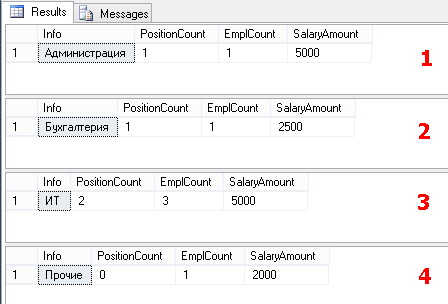 Results Messages
Info PositionCount EmplCount SalaryAmount
1 Администрация 1 1 5000
1
Info PositionCount EmplCount SalaryAmount
1 Бухгалтерия 1 1 2500
2
Info PositionCount EmplCount SalaryAmount
1 ИТ 2 3 5000
3
Info PositionCount EmplCount SalaryAmount
1 Прочие 0 1 2000
4